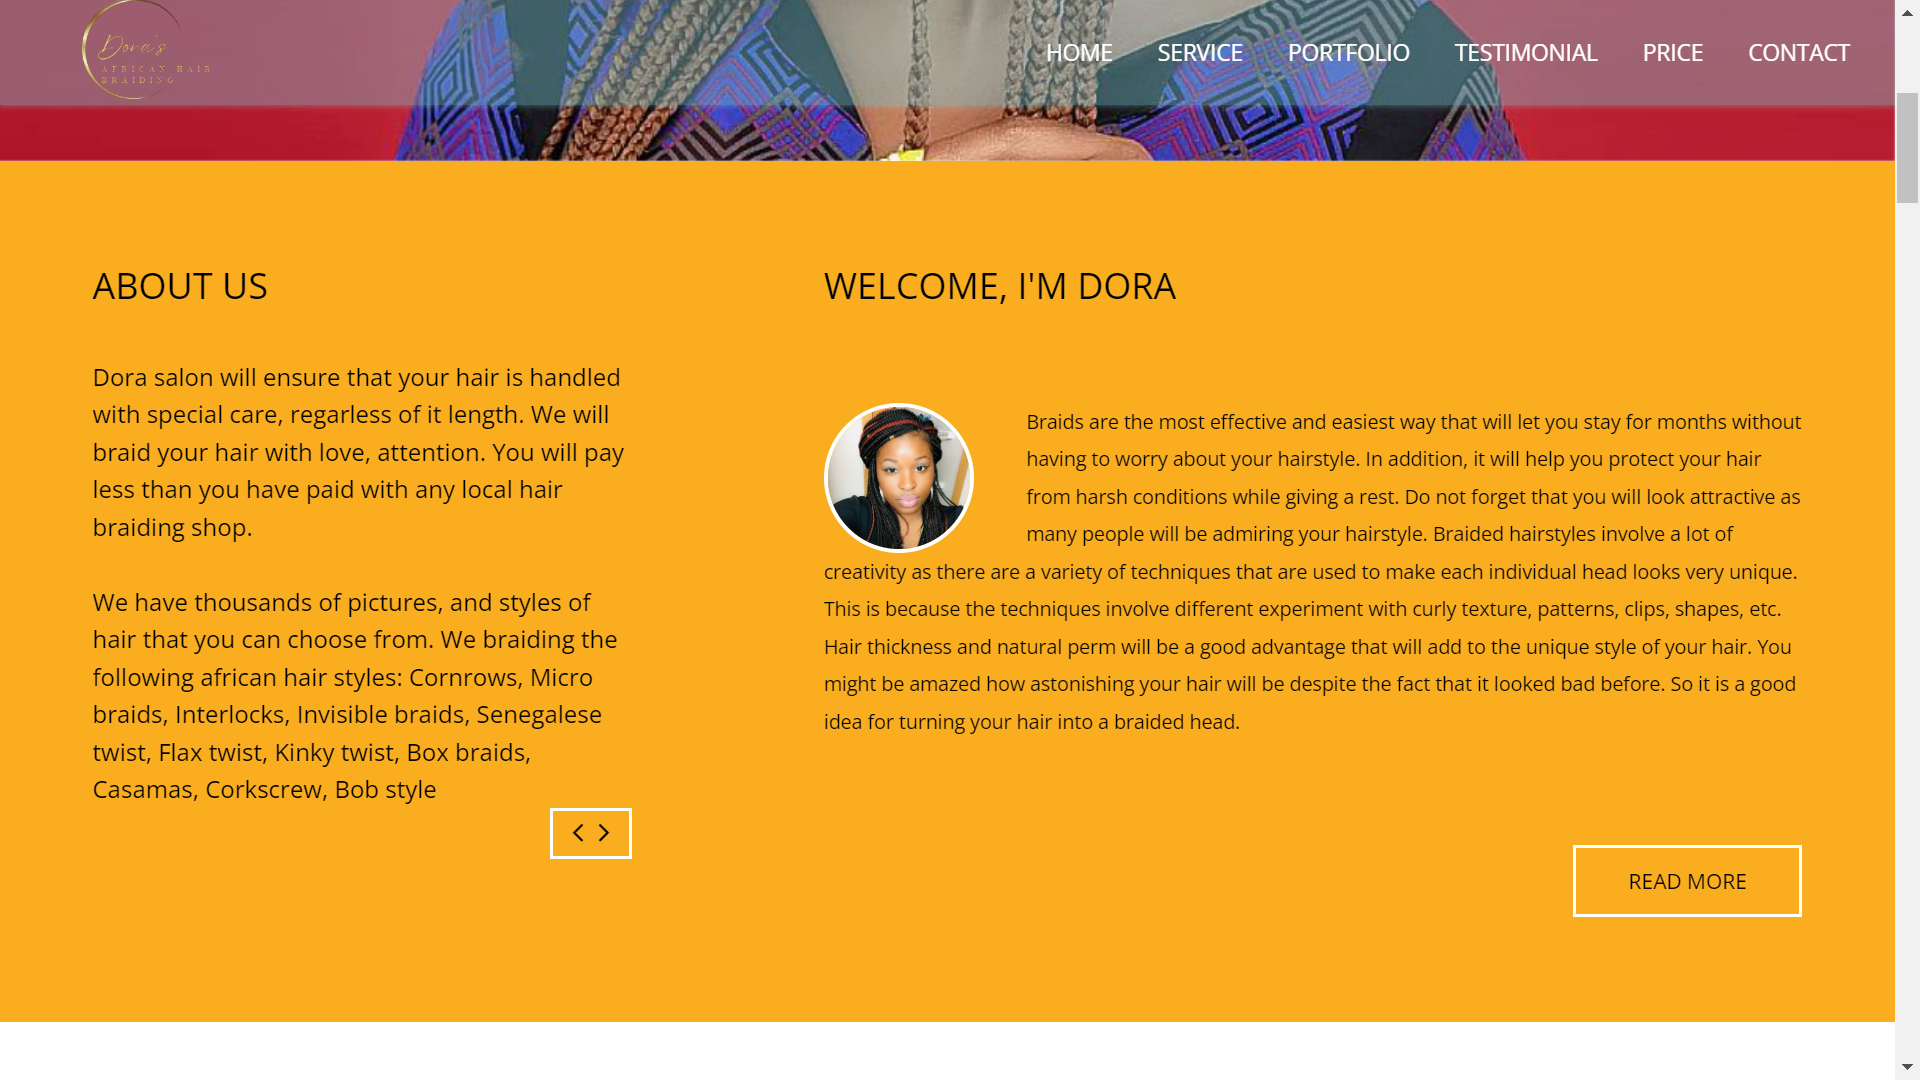 Dora's
AFRICAN HAIR
BRAIDING
HOME SERVICE PORTFOLIO TESTIMONIAL PRICE CONTACT
ABOUT US
Dora salon will ensure that your hair is handled
with special care, regarless of it length. We will
braid your hair with love, attention. You will pay
less than you have paid with any local hair
braiding shop.
We have thousands of pictures, and styles of
hair that you can choose from. We braiding the
following african hair styles: Cornrows, Micro
braids, Interlocks, Invisible braids, Senegalese
twist, Flax twist, Kinky twist, Box braids,
Casamas, Corkscrew, Bob style
WELCOME, I'M DORA
Braids are the most effective and easiest way that will let you stay for months without
having to worry about your hairstyle. In addition, it will help you protect your hair
from harsh conditions while giving a rest. Do not forget that you will look attractive as
many people will be admiring your hairstyle. Braided hairstyles involve a lot of
creativity as there are a variety of techniques that are used to make each individual head looks very unique.
This is because the techniques involve different experiment with curly texture, patterns, clips, shapes, etc.
Hair thickness and natural perm will be a good advantage that will add to the unique style of your hair. You
might be amazed how astonishing your hair will be despite the fact that it looked bad before. So it is a good
idea for turning your hair into a braided head.
READ MORE